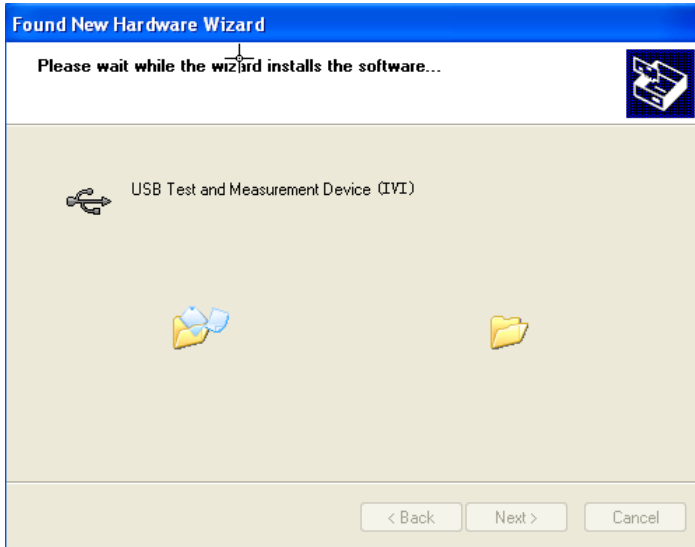 Found New Hardware Wizard
Please wait while the wizard installs the software...
USB Test and Measurement Device (IVI)
< Back
Next >
Cancel